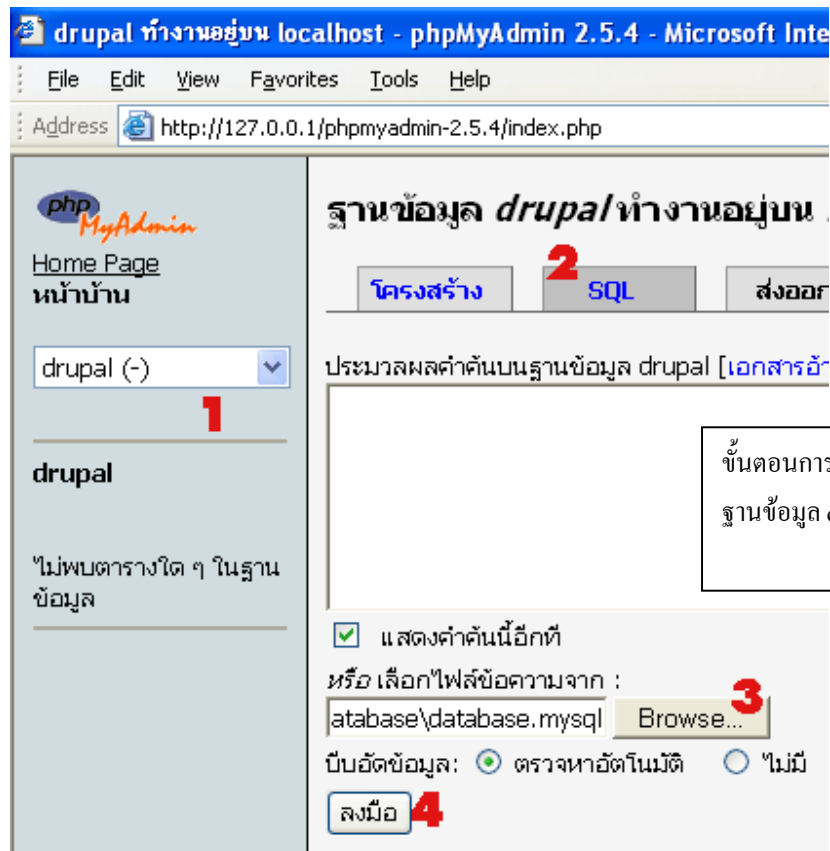 drupal ทำงานอยู่บน localhost - phpMyAdmin 2.5.4 - Microsoft Inte
File Edit View Favorites Tools Help
Address http://127.0.0.1/phpmyadmin-2.5.4/index.php
php
MyAdmin
Home Page
หน้าบ้าน
drupal (-)
1
drupal
ไม่พบตารางใด ๆ ในฐาน
ข้อมูล
ฐานข้อมูล drupal ทำงานอยู่บน
2
โครงสร้าง SQL ส่งออก
ประมวลผลคำค้นบนฐานข้อมูล drupal [เอกสารอ้า
ขั้นตอนการ
ฐานข้อมูล
แสดงคำค้นนี้อีกที
หรือ เลือกไฟล์ข้อความจาก :
3
atabase\database.mysql Browse...
บีบอัดข้อมูล: ตรวจหาอัตโนมัติ ไม่มี
ลงมือ 4